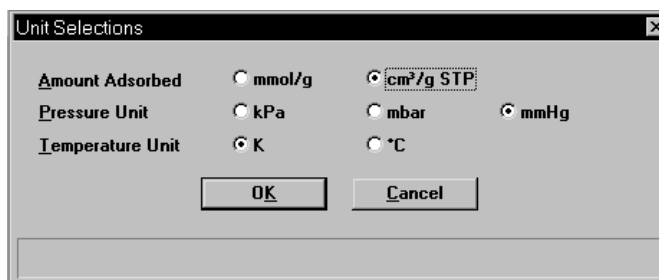 Unit Selections
Amount Adsorbed mmol/g cm³/g STP
Pressure Unit kPa mbar mmHg
Temperature Unit K °C
OK Cancel